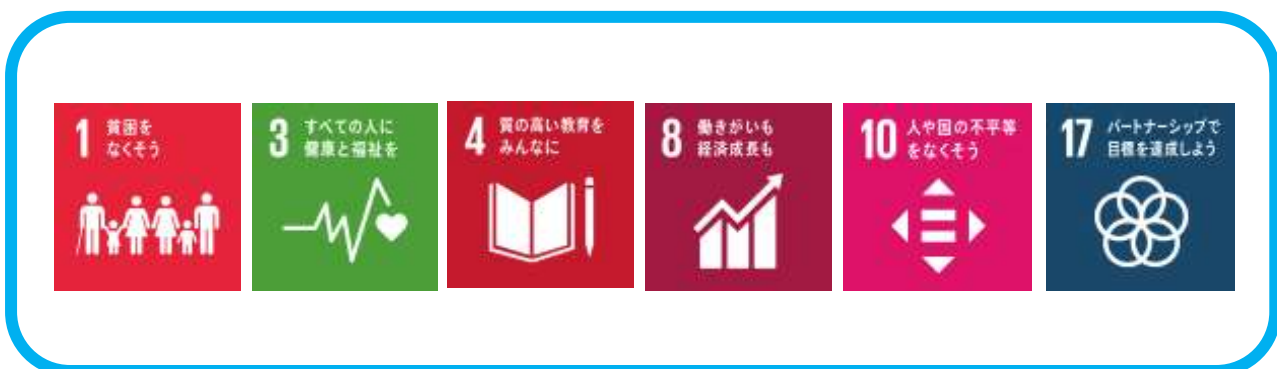 1 貧困を
なくそう
3 すべての人に
健康と福祉を
4 質の高い教育を
みんなに
8 働きがいも
経済成長も
10 人や国の不平等
をなくそう
17 パートナーシップで
目標を達成しよう